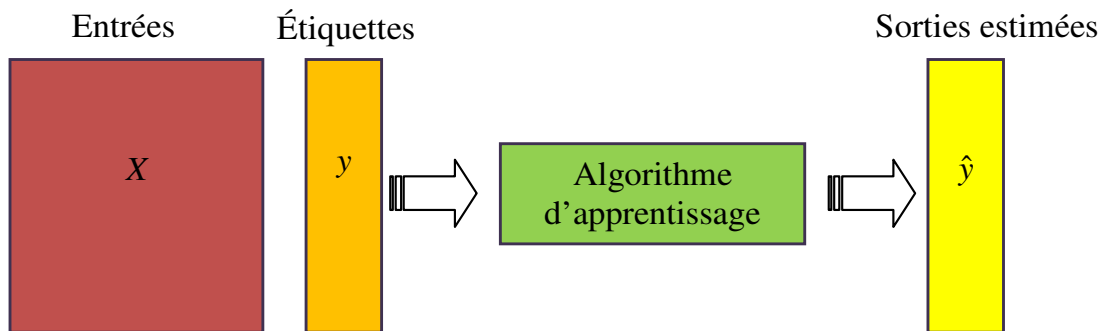 Entrées
Étiquettes
Sorties estimées
X
y
Algorithme
d’apprentissage
ŷ